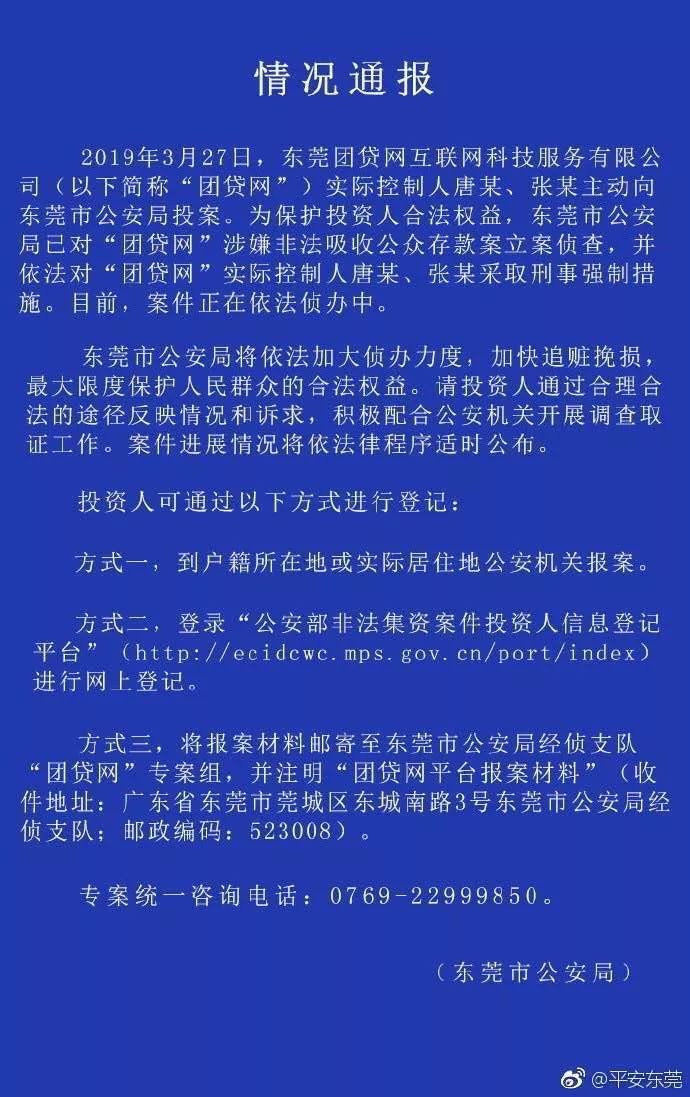 情况通报
2019年3月27日，东莞团贷网互联网科技服务有限公
司（以下简称“团贷网”）实际控制人唐某、张某主动向
东莞市公安局投案。为保护投资人合法权益，东莞市公安
局已对“团贷网”涉嫌非法吸收公众存款案立案侦查，并
依法对“团贷网”实际控制人唐某、张某采取刑事强制措
施。目前，案件正在依法侦办中。
东莞市公安局将依法加大侦办力度，加快追赃挽损，
最大限度保护人民群众的合法权益。请投资人通过合理合
法的途径反映情况和诉求，积极配合公安机关开展调查取
证工作。案件进展情况将依法律程序适时公布。
投资人可通过以下方式进行登记：
方式一，到户籍所在地或实际居住地公安机关报案。
方式二，登录“公安部非法集资案件投资人信息登记
平台”（http://ecidcwc.mps.gov.cn/port/index）
进行网上登记。
方式三，将报案材料邮寄至东莞市公安局经侦支队
“团贷网”专案组，并注明“团贷网平台报案材料”（收
件地址：广东省东莞市莞城区东城南路3号东莞市公安局经
侦支队；邮政编码：523008）。
专案统一咨询电话：0769-22999850。
（东莞市公安局）
@平安东莞